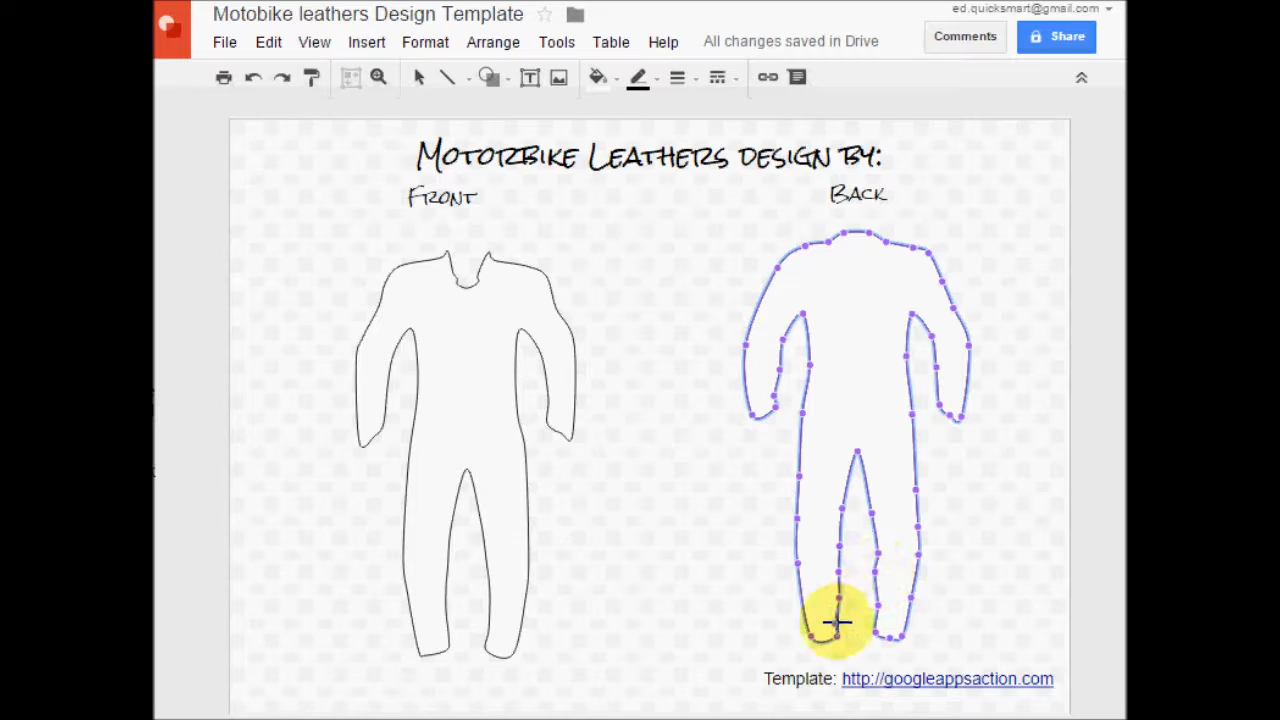 Motobike leathers Design Template
ed.quicksmart@gmail.com
File Edit View Insert Format Arrange Tools Table Help All changes saved in Drive
Comments
Share
Motorbike Leathers design by:
Front
Back
Template: http://googleappsaction.com